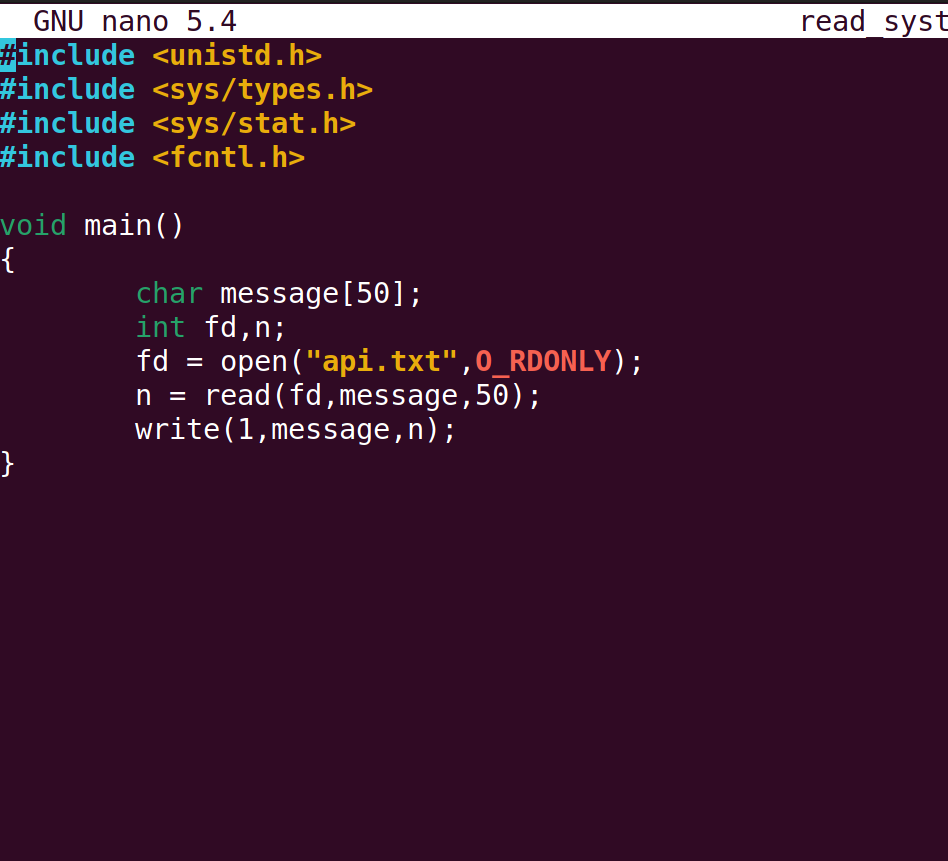 GNU nano 5.4 read_syst
#include <unistd.h>
#include <sys/types.h>
#include <sys/stat.h>
#include <fcntl.h>

void main()
{
        char message[50];
        int fd,n;
        fd = open("api.txt",O_RDONLY);
        n = read(fd,message,50);
        write(1,message,n);
}